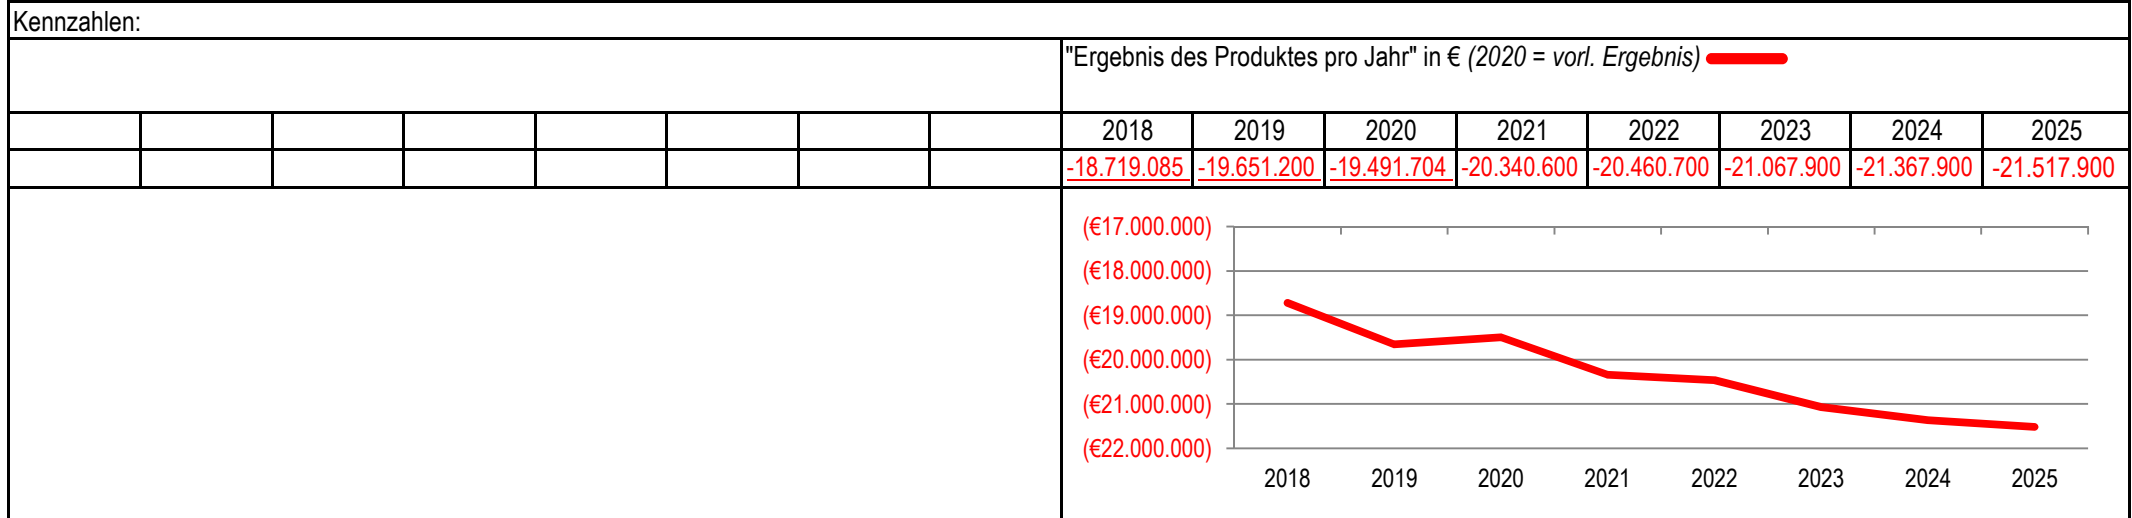 Kennzahlen:
"Ergebnis des Produktes pro Jahr" in € (2020 = vorl. Ergebnis)
2018 2019 2020 2021 2022 2023 2024 2025
-18.719.085 -19.651.200 -19.491.704 -20.340.600 -20.460.700 -21.067.900 -21.367.900 -21.517.900
(€17.000.000)
(€18.000.000)
(€19.000.000)
(€20.000.000)
(€21.000.000)
(€22.000.000)
2018 2019 2020 2021 2022 2023 2024 2025